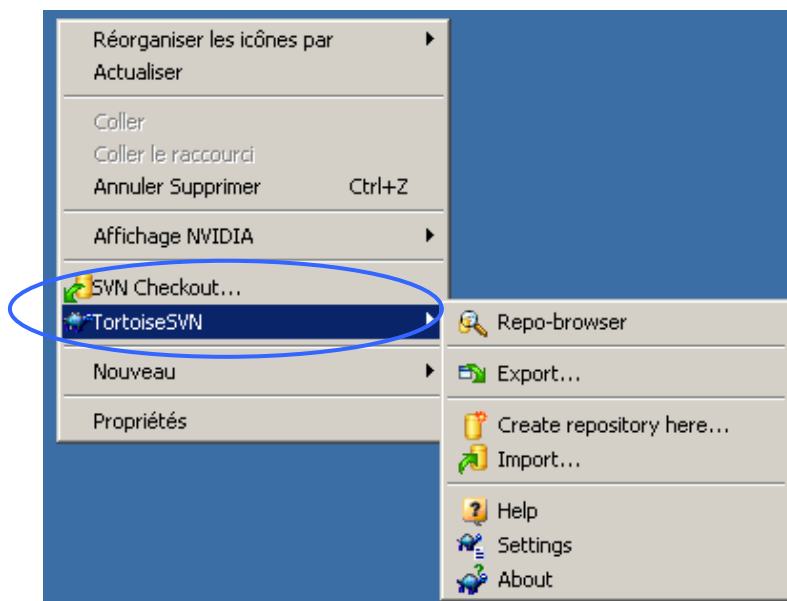 Réorganiser les icônes par
Actualiser
Coller
Coller le raccourci
Annuler Supprimer Ctrl+Z
Affichage NVIDIA
SVN Checkout...
TortoiseSVN
Nouveau
Propriétés
Repo-browser
Export...
Create repository here...
Import...
Help
Settings
About